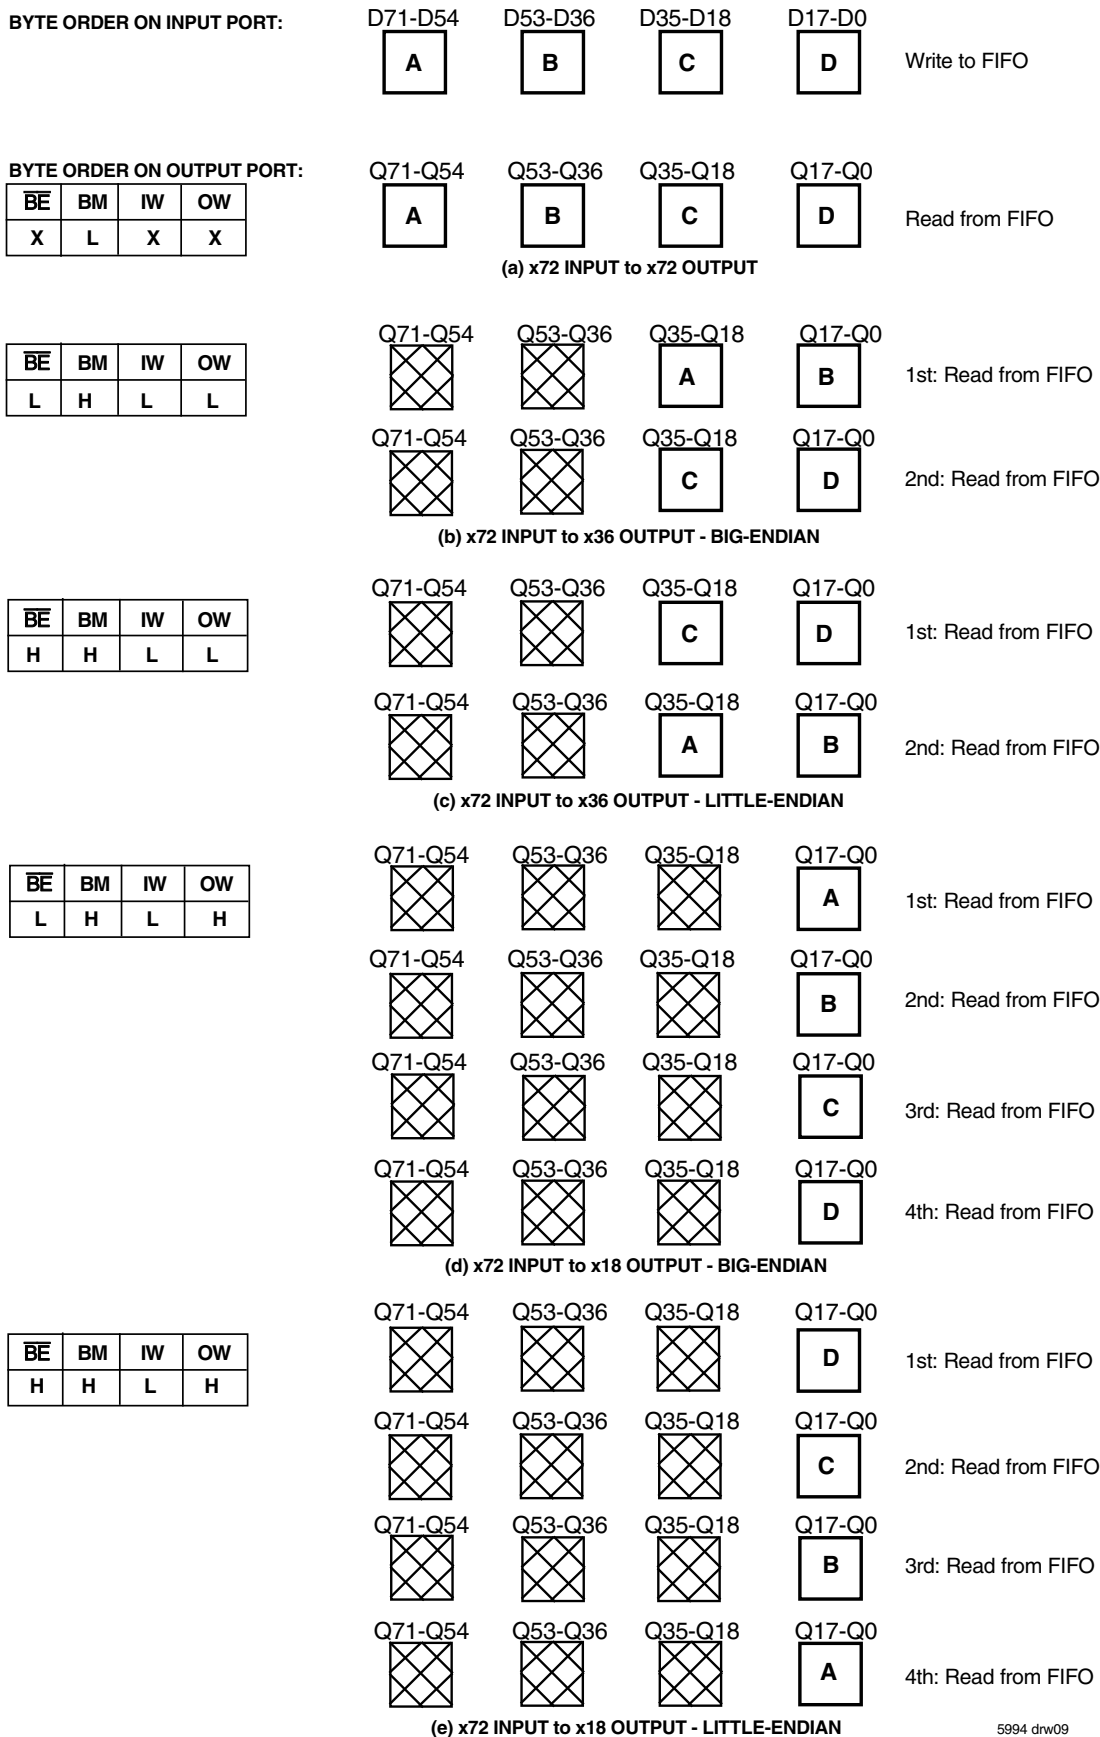 BYTE ORDER ON INPUT PORT:
D71-D54 D53-D36 D35-D18 D17-D0
A B C D Write to FIFO
BYTE ORDER ON OUTPUT PORT:
Q71-Q54 Q53-Q36 Q35-Q18 Q17-Q0
B̅E̅ BM IW OW
X L X X
A B C D Read from FIFO
(a) x72 INPUT to x72 OUTPUT
Q71-Q54 Q53-Q36 Q35-Q18 Q17-Q0
B̅E̅ BM IW OW
L H L L
A B 1st: Read from FIFO
Q71-Q54 Q53-Q36 Q35-Q18 Q17-Q0
C D 2nd: Read from FIFO
(b) x72 INPUT to x36 OUTPUT - BIG-ENDIAN
Q71-Q54 Q53-Q36 Q35-Q18 Q17-Q0
B̅E̅ BM IW OW
H H L L
C D 1st: Read from FIFO
Q71-Q54 Q53-Q36 Q35-Q18 Q17-Q0
A B 2nd: Read from FIFO
(c) x72 INPUT to x36 OUTPUT - LITTLE-ENDIAN
Q71-Q54 Q53-Q36 Q35-Q18 Q17-Q0
B̅E̅ BM IW OW
L H L H
A 1st: Read from FIFO
Q71-Q54 Q53-Q36 Q35-Q18 Q17-Q0
B 2nd: Read from FIFO
Q71-Q54 Q53-Q36 Q35-Q18 Q17-Q0
C 3rd: Read from FIFO
Q71-Q54 Q53-Q36 Q35-Q18 Q17-Q0
D 4th: Read from FIFO
(d) x72 INPUT to x18 OUTPUT - BIG-ENDIAN
Q71-Q54 Q53-Q36 Q35-Q18 Q17-Q0
B̅E̅ BM IW OW
H H L H
D 1st: Read from FIFO
Q71-Q54 Q53-Q36 Q35-Q18 Q17-Q0
C 2nd: Read from FIFO
Q71-Q54 Q53-Q36 Q35-Q18 Q17-Q0
B 3rd: Read from FIFO
Q71-Q54 Q53-Q36 Q35-Q18 Q17-Q0
A 4th: Read from FIFO
(e) x72 INPUT to x18 OUTPUT - LITTLE-ENDIAN
5994 drw09